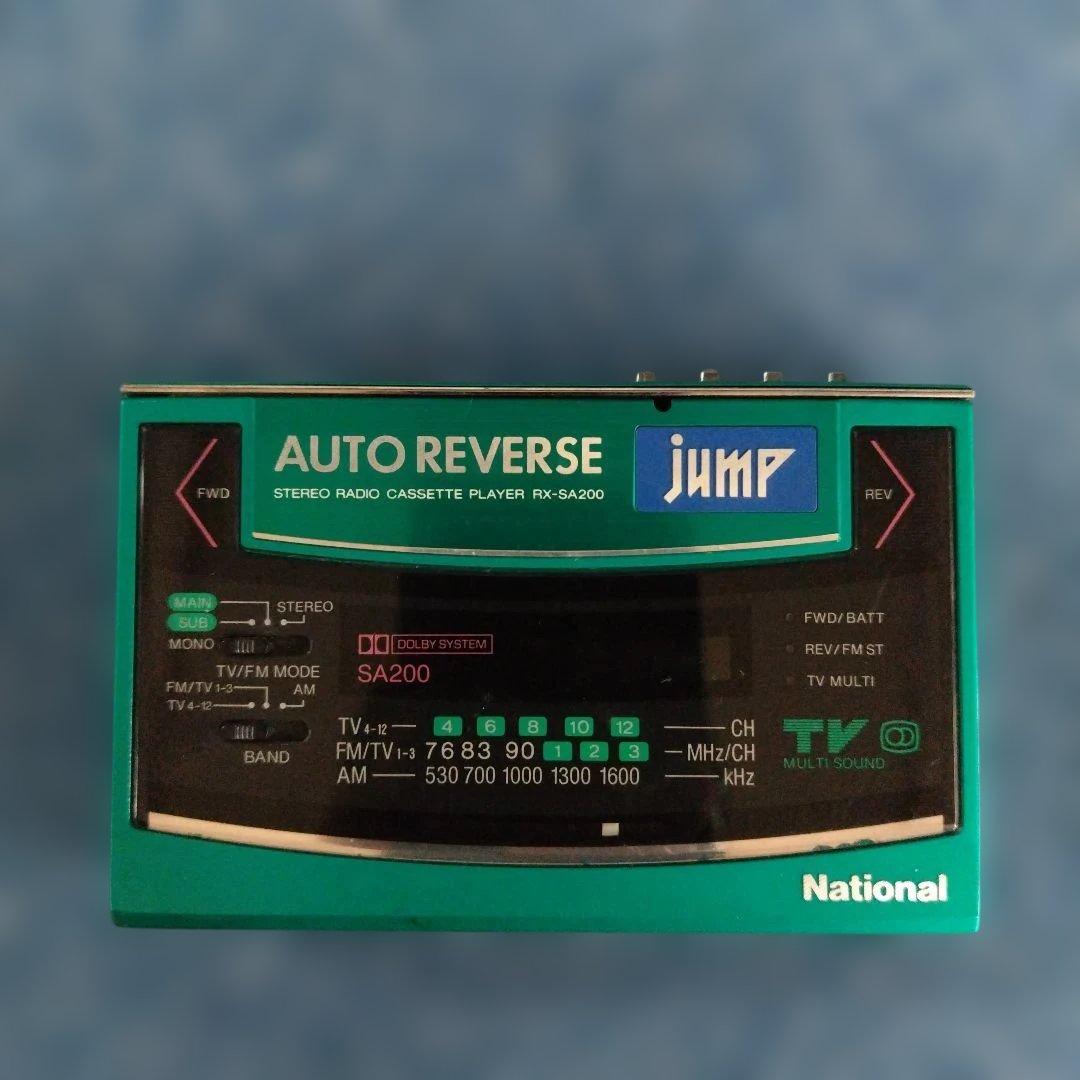 AUTO REVERSE
STEREO RADIO CASSETTE PLAYER RX-SA200
jump
FWD
REV
MAIN
SUB
STEREO
MONO
TV/FM MODE
FM/TV 1-3
AM
TV 4-12
BAND
DOLBY SYSTEM
SA200
FWD/BATT
REV/FM ST
TV MULTI
TV 4-12 4 6 8 10 12 CH
FM/TV 1-3 76 83 90 1 2 3 MHz/CH
AM 530 700 1000 1300 1600 kHz
TV
MULTI SOUND
National